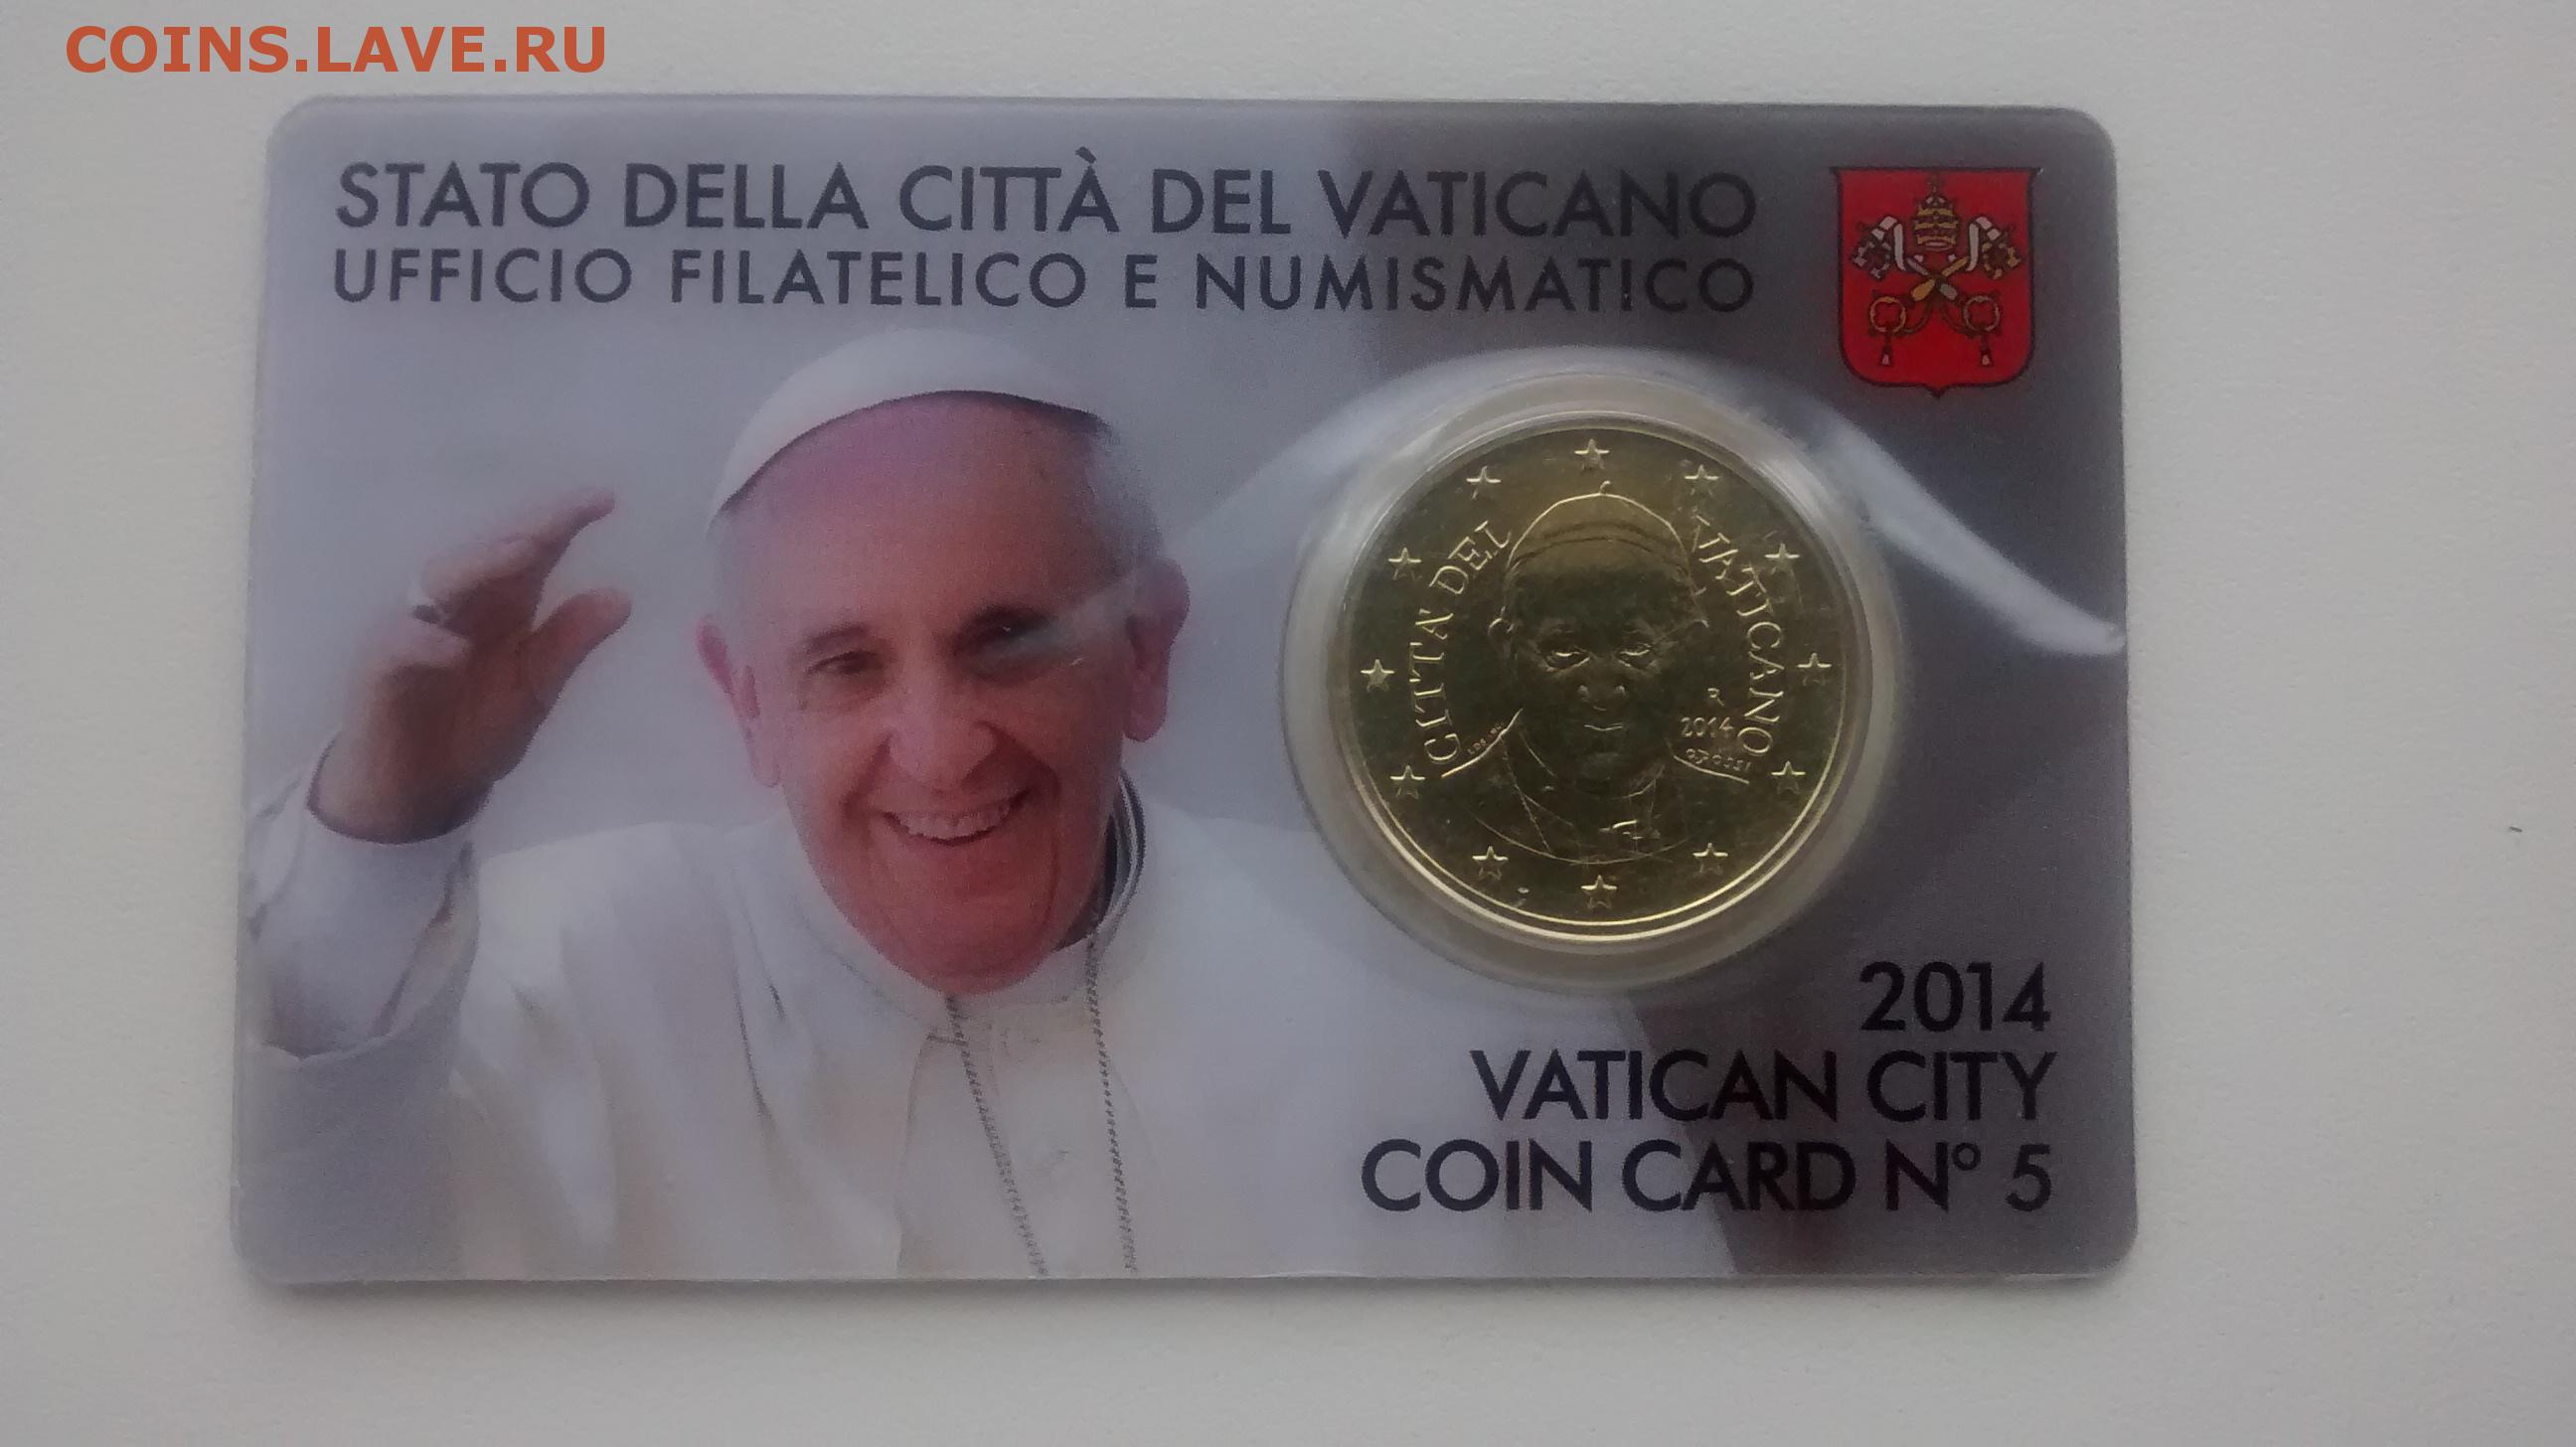 COINS.LAVE.RU
STATO DELLA CITTÀ DEL VATICANO
UFFICIO FILATELICO E NUMISMATICO
CITTA' DEL VATICANO
R
2014
2014
VATICAN CITY
COIN CARD Nº 5